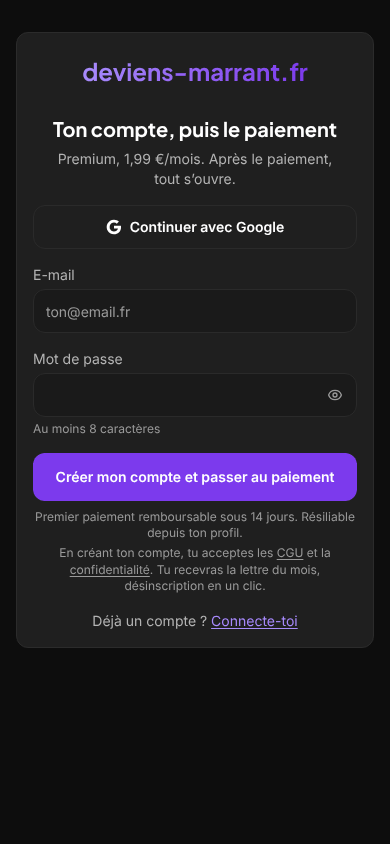 deviens-marrant.fr
Ton compte, puis le paiement
Premium, 1,99 €/mois. Après le paiement,
tout s’ouvre.
Continuer avec Google
E-mail
ton@email.fr
Mot de passe
Au moins 8 caractères
Créer mon compte et passer au paiement
Premier paiement remboursable sous 14 jours. Résiliable
depuis ton profil.
En créant ton compte, tu acceptes les CGU et la
confidentialité. Tu recevras la lettre du mois,
désinscription en un clic.
Déjà un compte ? Connecte-toi